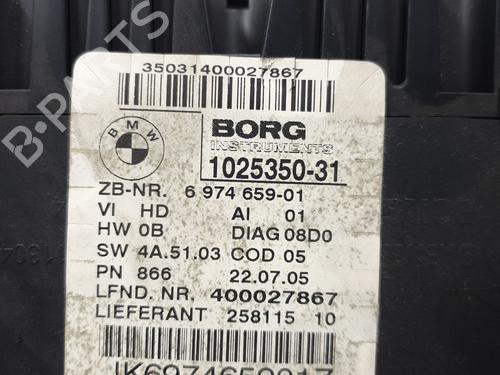 35031400027867
BMW
BORG
INSTRUMENTS
1025350-31
ZB-NR. 6 974 659-01
VI HD AI 01
HW 0B DIAG 08D0
SW 4A.51.03 COD 05
PN 866 22.07.05
LFND. NR. 400027867
LIEFERANT 258115 10
B-PARTS